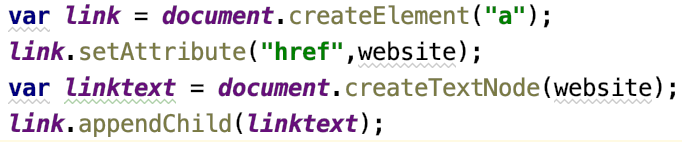 var link = document.createElement("a");
link.setAttribute("href",website);
var linktext = document.createTextNode(website);
link.appendChild(linktext);